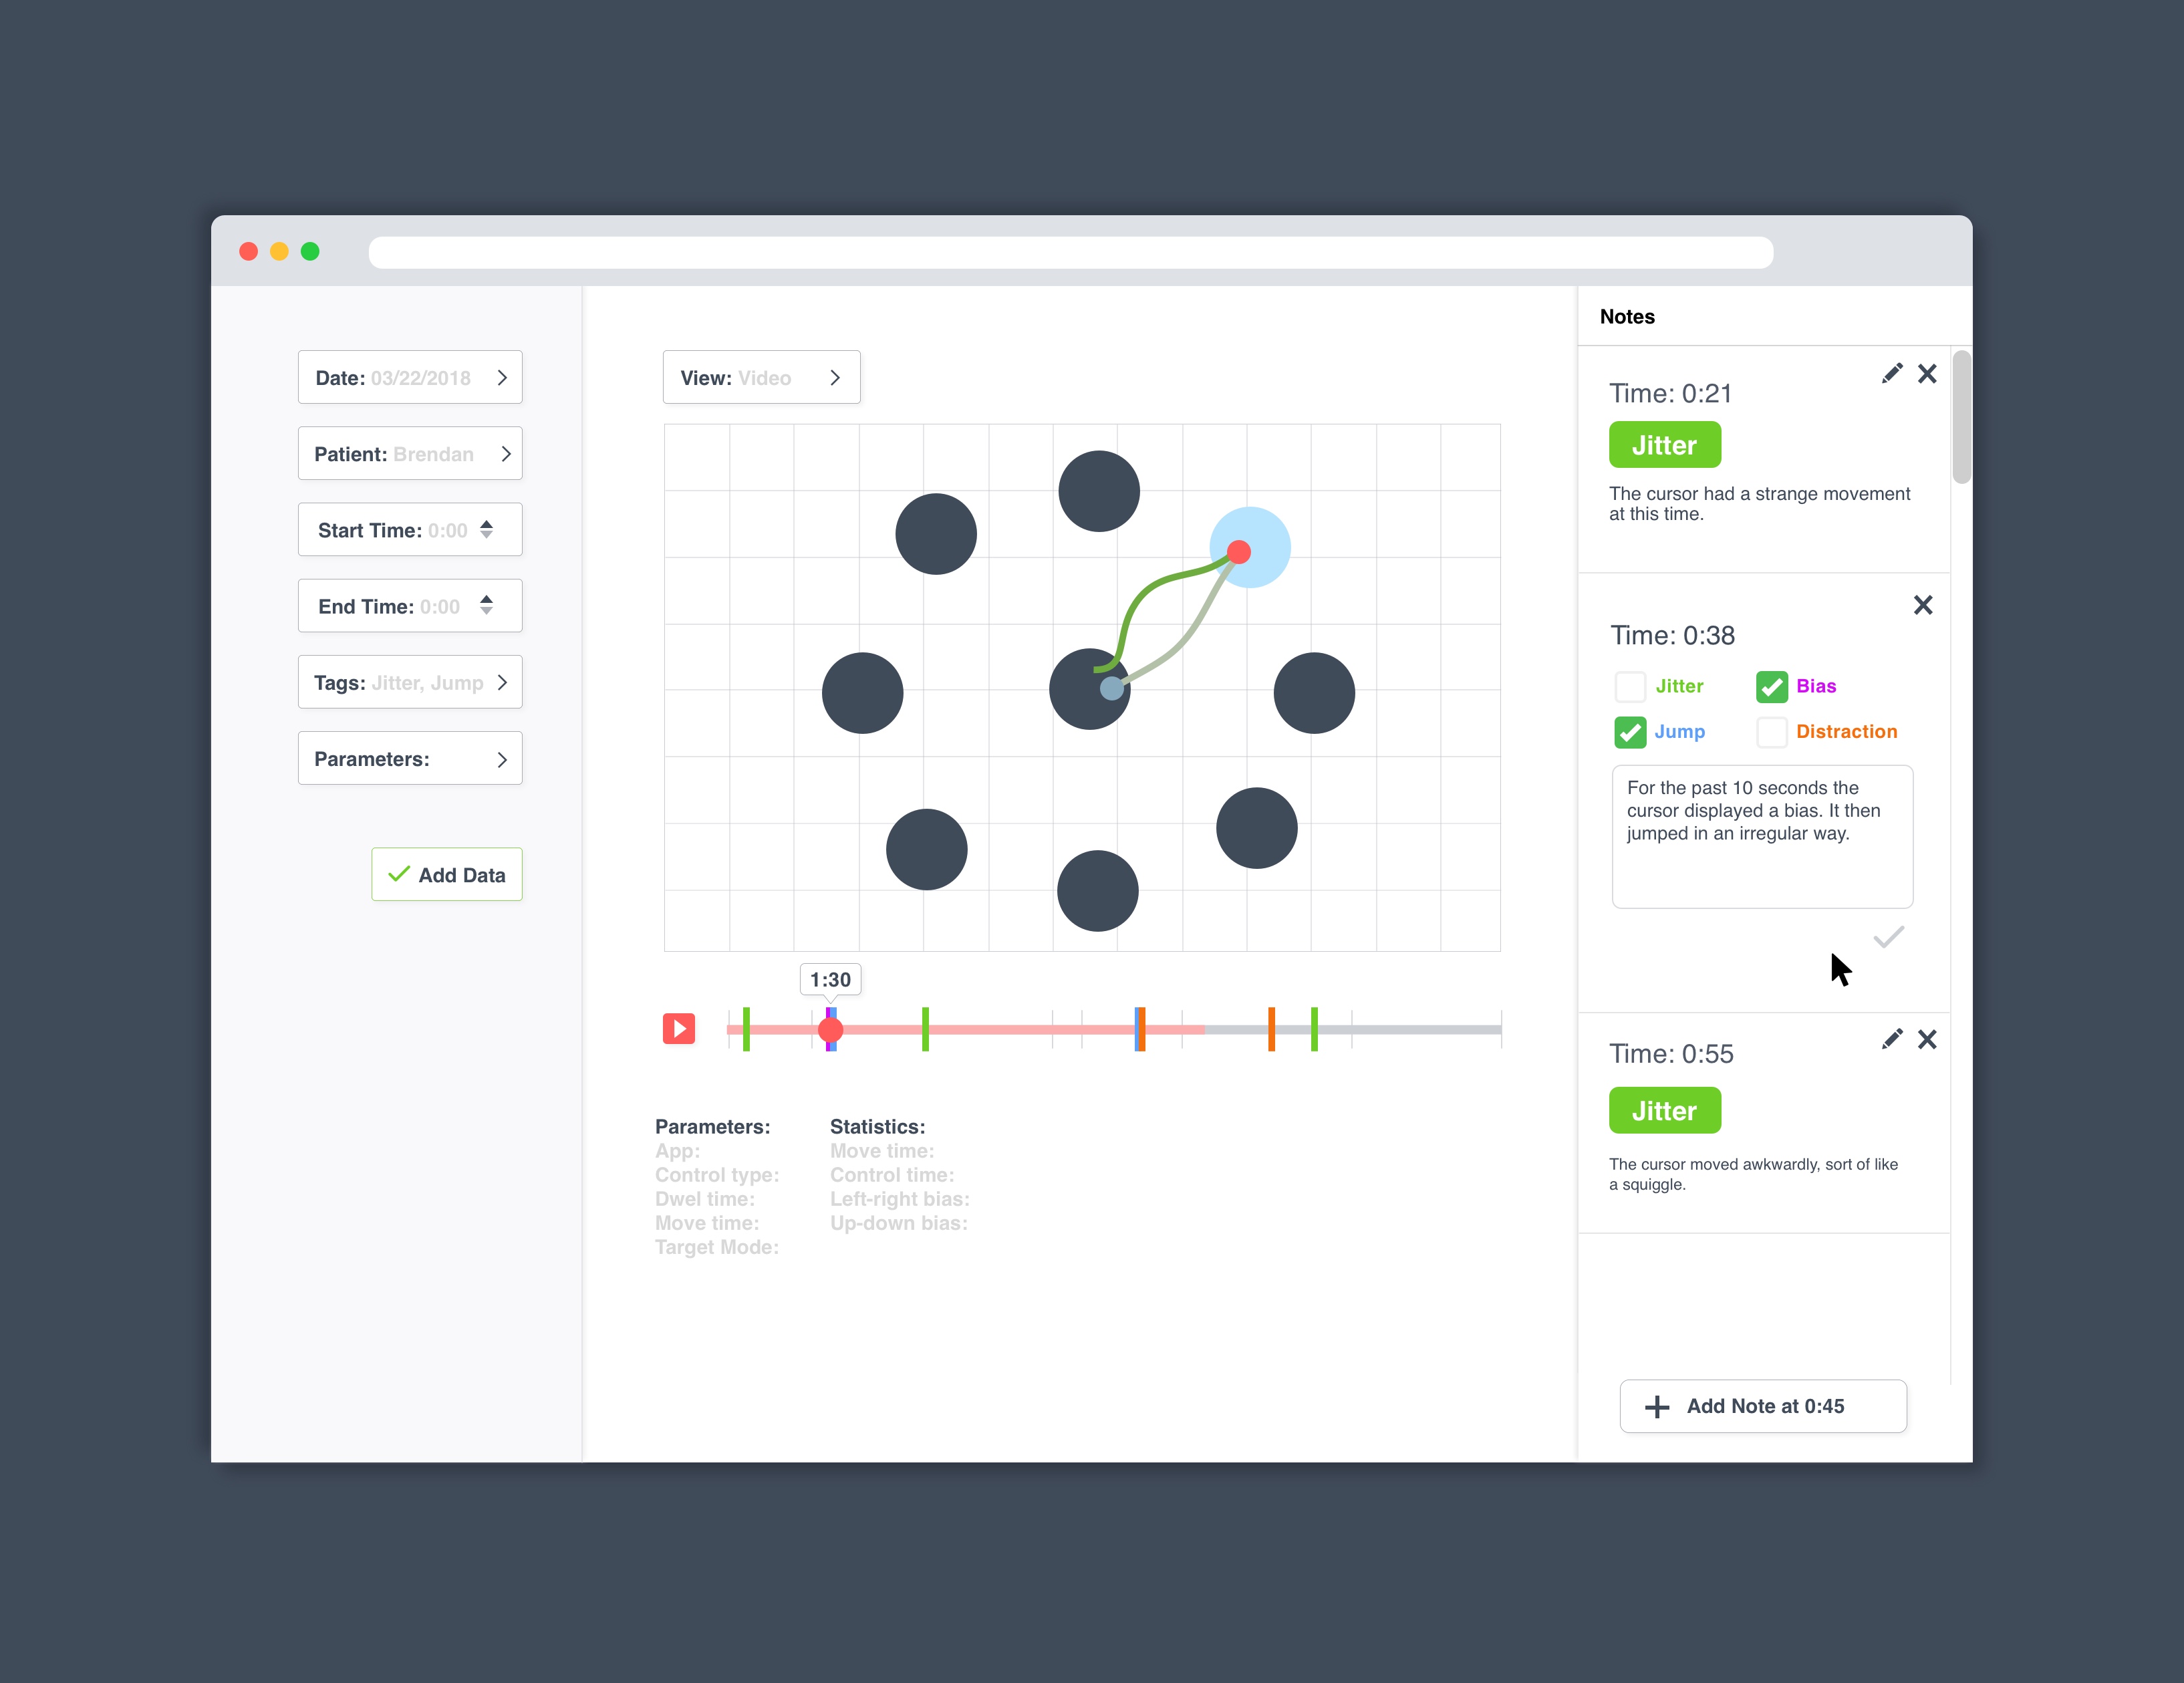 Notes
Date: 03/22/2018
Patient: Brendan
Start Time: 0:00
End Time: 0:00
Tags: Jitter, Jump
Parameters:
Add Data
View: Video
1:30
Parameters:
App:
Control type:
Dwel time:
Move time:
Target Mode:
Statistics:
Move time:
Control time:
Left-right bias:
Up-down bias:
Time: 0:21
Jitter
The cursor had a strange movement
at this time.
Time: 0:38
Jitter
Bias
Jump
Distraction
For the past 10 seconds the
cursor displayed a bias. It then
jumped in an irregular way.
Time: 0:55
Jitter
The cursor moved awkwardly, sort of like
a squiggle.
Add Note at 0:45